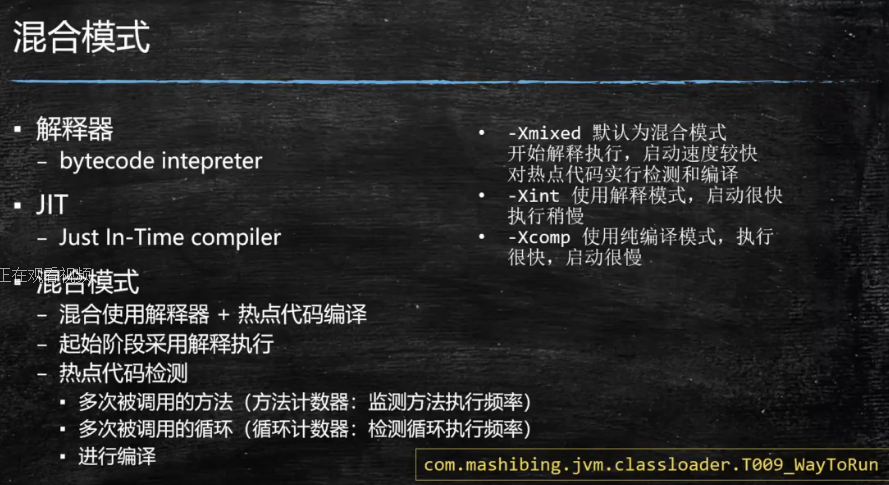 混合模式
▪ 解释器
– bytecode intepreter
▪ JIT
– Just In-Time compiler
正在观看视频
▪ 混合模式
– 混合使用解释器 + 热点代码编译
– 起始阶段采用解释执行
– 热点代码检测
▪ 多次被调用的方法（方法计数器：监测方法执行频率）
▪ 多次被调用的循环（循环计数器：检测循环执行频率）
▪ 进行编译
• -Xmixed 默认为混合模式
开始解释执行，启动速度较快
对热点代码实行检测和编译
• -Xint 使用解释模式，启动很快
执行稍慢
• -Xcomp 使用纯编译模式，执行
很快，启动很慢
com.mashibing.jvm.classloader.T009_WayToRun